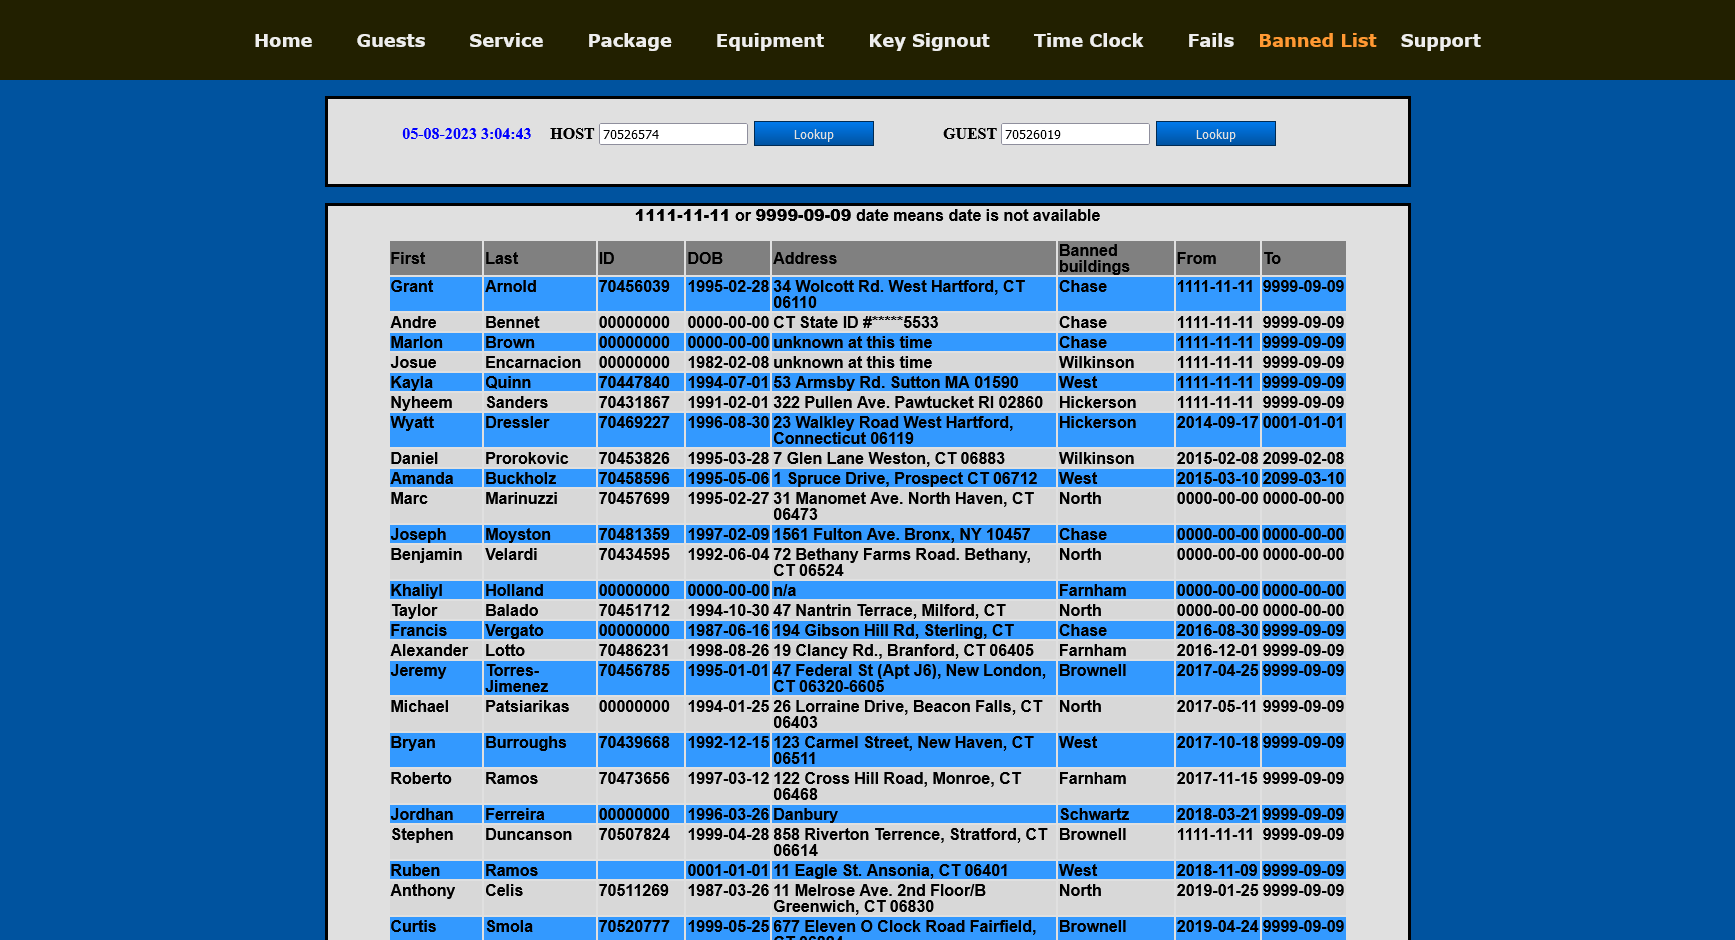 Home Guests Service Package Equipment Key Signout Time Clock Fails Banned List Support
05-08-2023 3:04:43 HOST 70526574 Lookup GUEST 70526019 Lookup
1111-11-11 or 9999-09-09 date means date is not available
First Last ID DOB Address Banned buildings From To
Grant Arnold 70456039 1995-02-28 34 Wolcott Rd. West Hartford, CT 06110 Chase 1111-11-11 9999-09-09
Andre Bennet 00000000 0000-00-00 CT State ID #*****5533 Chase 1111-11-11 9999-09-09
Marlon Brown 00000000 0000-00-00 unknown at this time Chase 1111-11-11 9999-09-09
Josue Encarnacion 00000000 1982-02-08 unknown at this time Wilkinson 1111-11-11 9999-09-09
Kayla Quinn 70447840 1994-07-01 53 Armsby Rd. Sutton MA 01590 West 1111-11-11 9999-09-09
Nyheem Sanders 70431867 1991-02-01 322 Pullen Ave. Pawtucket RI 02860 Hickerson 1111-11-11 9999-09-09
Wyatt Dressler 70469227 1996-08-30 23 Walkley Road West Hartford, Connecticut 06119 Hickerson 2014-09-17 0001-01-01
Daniel Prorokovic 70453826 1995-03-28 7 Glen Lane Weston, CT 06883 Wilkinson 2015-02-08 2099-02-08
Amanda Buckholz 70458596 1995-05-06 1 Spruce Drive, Prospect CT 06712 West 2015-03-10 2099-03-10
Marc Marinuzzi 70457699 1995-02-27 31 Manomet Ave. North Haven, CT 06473 North 0000-00-00 0000-00-00
Joseph Moyston 70481359 1997-02-09 1561 Fulton Ave. Bronx, NY 10457 Chase 0000-00-00 0000-00-00
Benjamin Velardi 70434595 1992-06-04 72 Bethany Farms Road. Bethany, CT 06524 North 0000-00-00 0000-00-00
Khaliyl Holland 00000000 0000-00-00 n/a Farnham 0000-00-00 0000-00-00
Taylor Balado 70451712 1994-10-30 47 Nantrin Terrace, Milford, CT North 0000-00-00 0000-00-00
Francis Vergato 00000000 1987-06-16 194 Gibson Hill Rd, Sterling, CT Chase 2016-08-30 9999-09-09
Alexander Lotto 70486231 1998-08-26 19 Clancy Rd., Branford, CT 06405 Farnham 2016-12-01 9999-09-09
Jeremy Torres-Jimenez 70456785 1995-01-01 47 Federal St (Apt J6), New London, CT 06320-6605 Brownell 2017-04-25 9999-09-09
Michael Patsiarikas 00000000 1994-01-25 26 Lorraine Drive, Beacon Falls, CT 06403 North 2017-05-11 9999-09-09
Bryan Burroughs 70439668 1992-12-15 123 Carmel Street, New Haven, CT 06511 West 2017-10-18 9999-09-09
Roberto Ramos 70473656 1997-03-12 122 Cross Hill Road, Monroe, CT 06468 Farnham 2017-11-15 9999-09-09
Jordhan Ferreira 00000000 1996-03-26 Danbury Schwartz 2018-03-21 9999-09-09
Stephen Duncanson 70507824 1999-04-28 858 Riverton Terrence, Stratford, CT 06614 Brownell 1111-11-11 9999-09-09
Ruben Ramos 0001-01-01 11 Eagle St. Ansonia, CT 06401 West 2018-11-09 9999-09-09
Anthony Celis 70511269 1987-03-26 11 Melrose Ave. 2nd Floor/B Greenwich, CT 06830 North 2019-01-25 9999-09-09
Curtis Smola 70520777 1999-05-25 677 Eleven O Clock Road Fairfield, Brownell 2019-04-24 9999-09-09